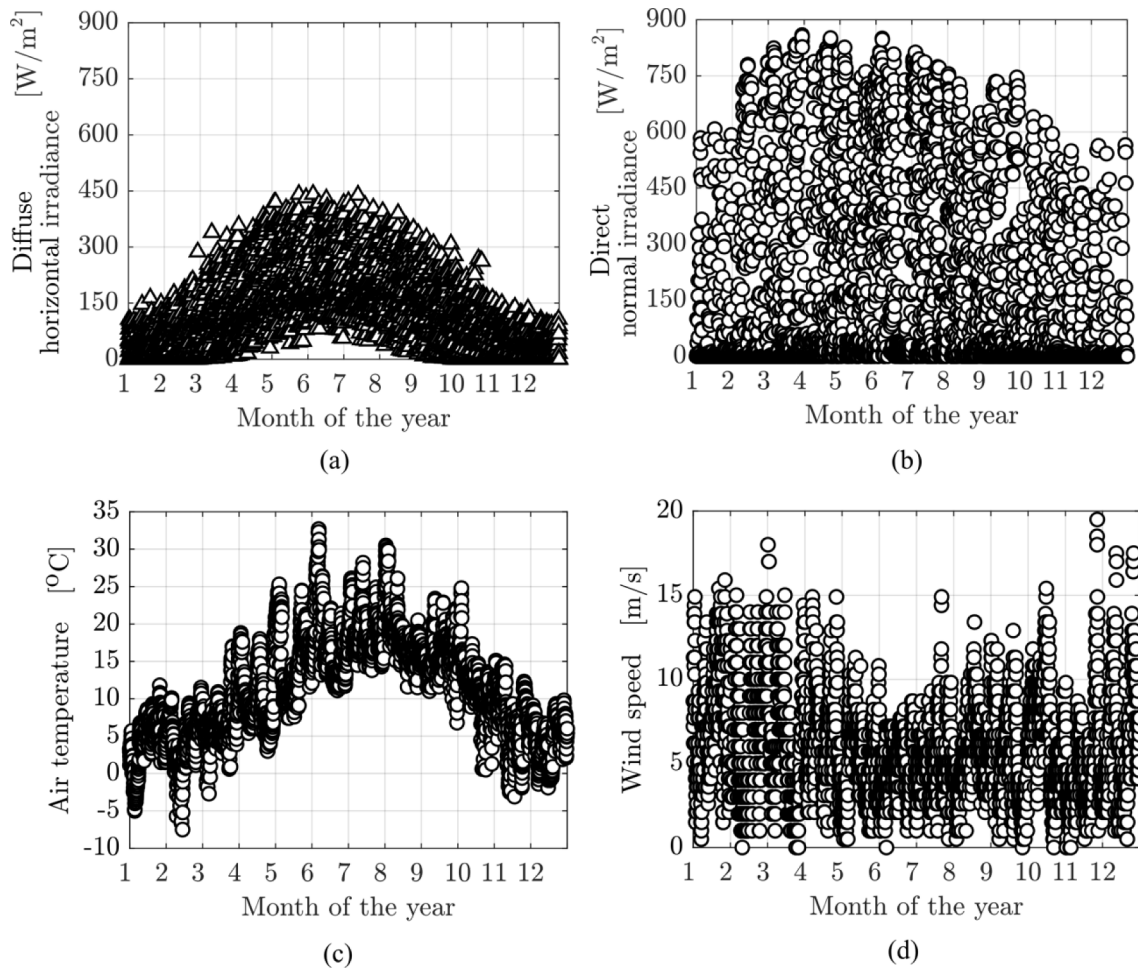 Diffuse
horizontal irradiance [W/m²]
900
750
600
450
300
150
0
1 2 3 4 5 6 7 8 9 10 11 12
Month of the year
(a)
Direct
normal irradiance [W/m²]
900
750
600
450
300
150
0
1 2 3 4 5 6 7 8 9 10 11 12
Month of the year
(b)
Air temperature [°C]
35
30
25
20
15
10
5
0
-5
-10
1 2 3 4 5 6 7 8 9 10 11 12
Month of the year
(c)
Wind speed [m/s]
20
15
10
5
0
1 2 3 4 5 6 7 8 9 10 11 12
Month of the year
(d)